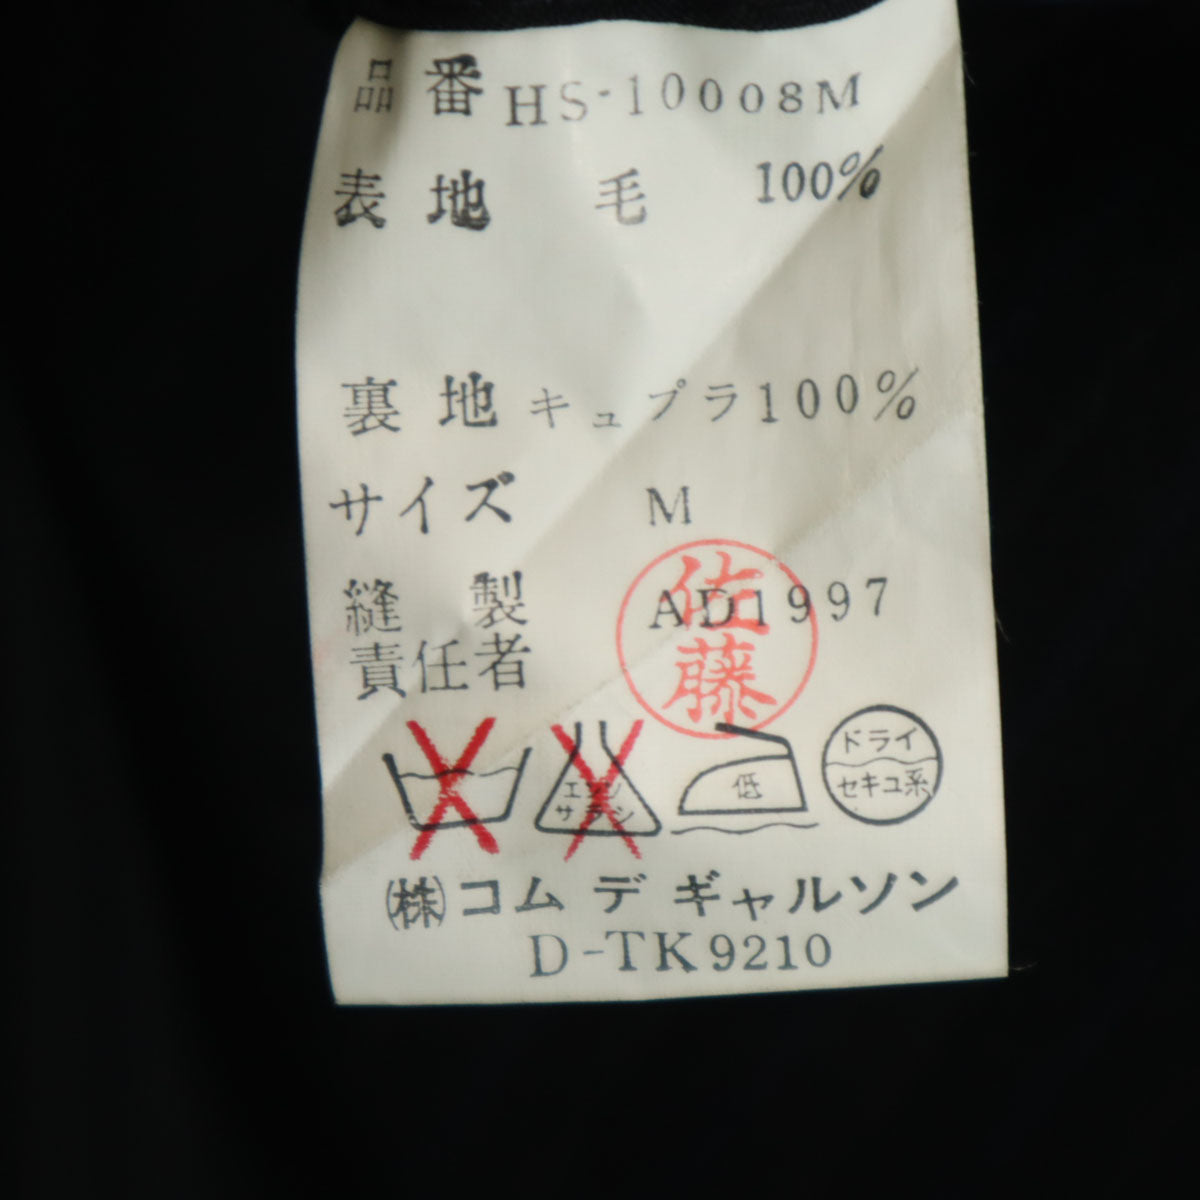 品番 HS-10008M
表地 毛 100%
裏地 キュプラ100%
サイズ M
縫製 AD1997
責任者
佐藤
エンソ
サラシ
低
ドライ
セキユ系
㈱コム デ ギャルソン
D-TK9210